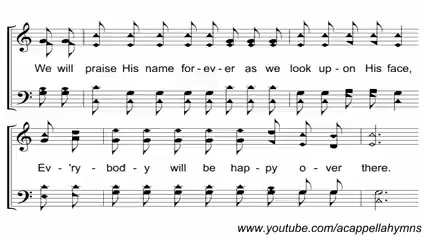 We will praise His name for-ev-er as we look up-on His face,
Ev-'ry-bod-y will be hap-py o-ver there.
www.youtube.com/acappellahymns